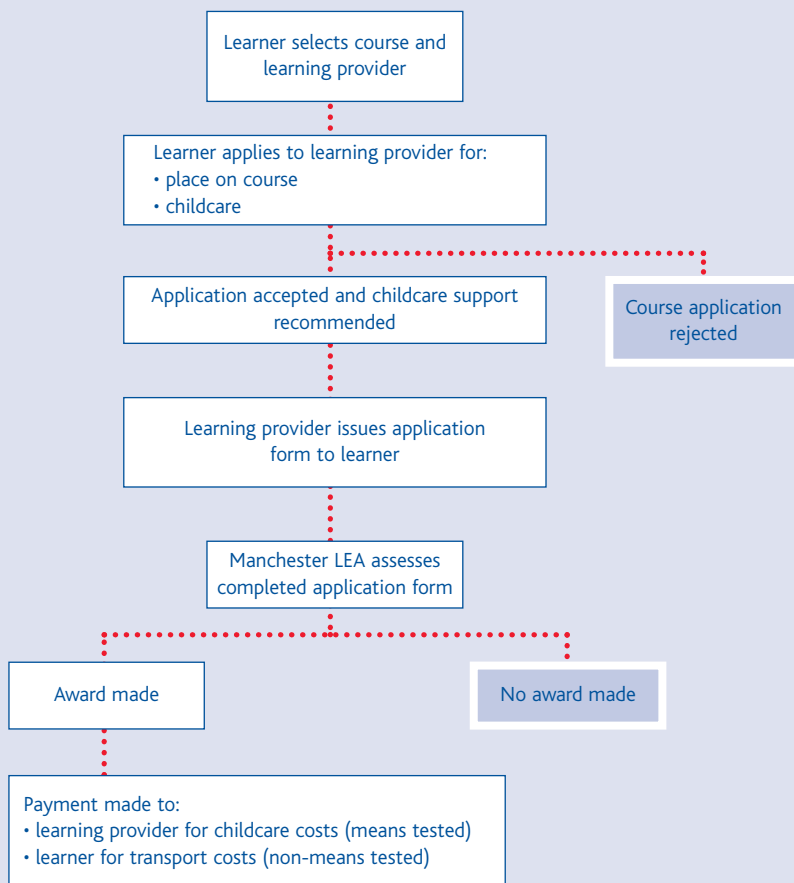 Learner selects course and
learning provider
Learner applies to learning provider for:
• place on course
• childcare
Application accepted and childcare support
recommended
Course application
rejected
Learning provider issues application
form to learner
Manchester LEA assesses
completed application form
Award made
No award made
Payment made to:
• learning provider for childcare costs (means tested)
• learner for transport costs (non-means tested)